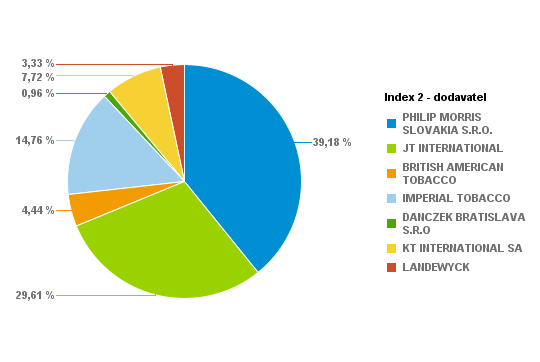 3,33 %
7,72 %
0,96 %
14,76 %
4,44 %
29,61 %
39,18 %
Index 2 - dodavatel
PHILIP MORRIS
SLOVAKIA S.R.O.
JT INTERNATIONAL
BRITISH AMERICAN
TOBACCO
IMPERIAL TOBACCO
DANCZEK BRATISLAVA
S.R.O
KT INTERNATIONAL SA
LANDEWYCK